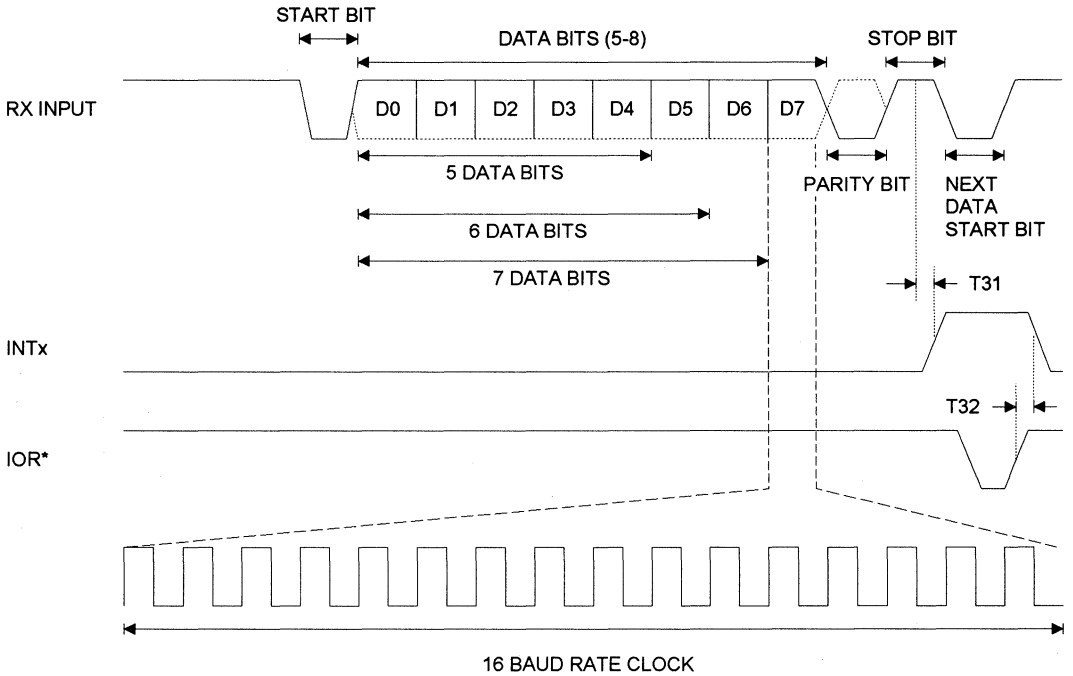 START BIT
DATA BITS (5-8)
STOP BIT
RX INPUT
D0 D1 D2 D3 D4 D5 D6 D7
5 DATA BITS
PARITY BIT
NEXT
DATA
START BIT
6 DATA BITS
7 DATA BITS
T31
INTx
T32
IOR*
16 BAUD RATE CLOCK